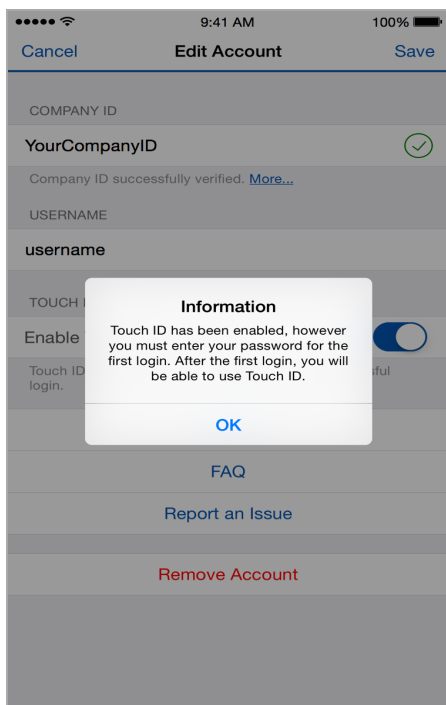 9:41 AM 100%
Cancel Edit Account Save
COMPANY ID
YourCompanyID
Company ID successfully verified. More...
USERNAME
username
TOUCH
Information
Touch ID has been enabled, however
you must enter your password for the
first login. After the first login, you will
be able to use Touch ID.
OK
Enable
Touch ID
login.
FAQ
Report an Issue
Remove Account